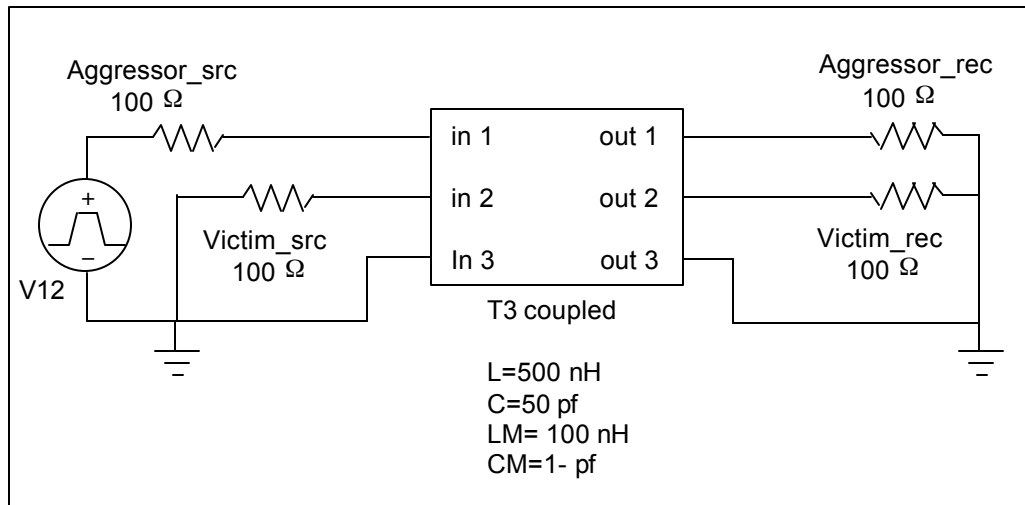 Aggressor_src
100 Ω
Aggressor_rec
100 Ω
in 1
out 1
in 2
out 2
+
−
Victim_src
100 Ω
Victim_rec
100 Ω
In 3
out 3
V12
T3 coupled
L=500 nH
C=50 pf
LM= 100 nH
CM=1- pf